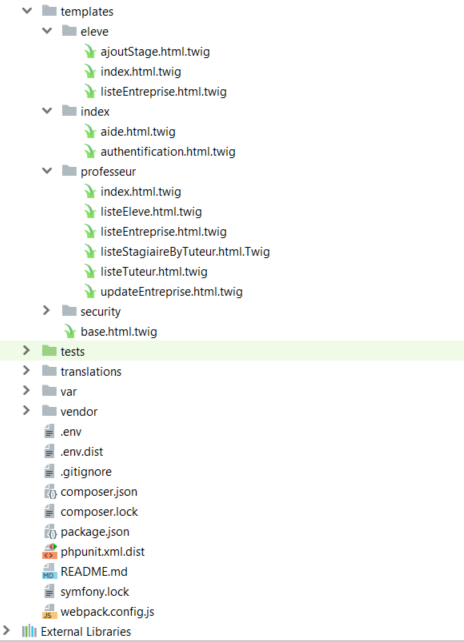 templates
eleve
ajoutStage.html.twig
index.html.twig
listeEntreprise.html.twig
index
aide.html.twig
authentification.html.twig
professeur
index.html.twig
listeEleve.html.twig
listeEntreprise.html.twig
listeStagiaireByTuteur.html.Twig
listeTuteur.html.twig
updateEntreprise.html.twig
security
base.html.twig
tests
translations
var
vendor
.env
.env.dist
.gitignore
composer.json
composer.lock
package.json
phpunit.xml.dist
README.md
symfony.lock
webpack.config.js
External Libraries